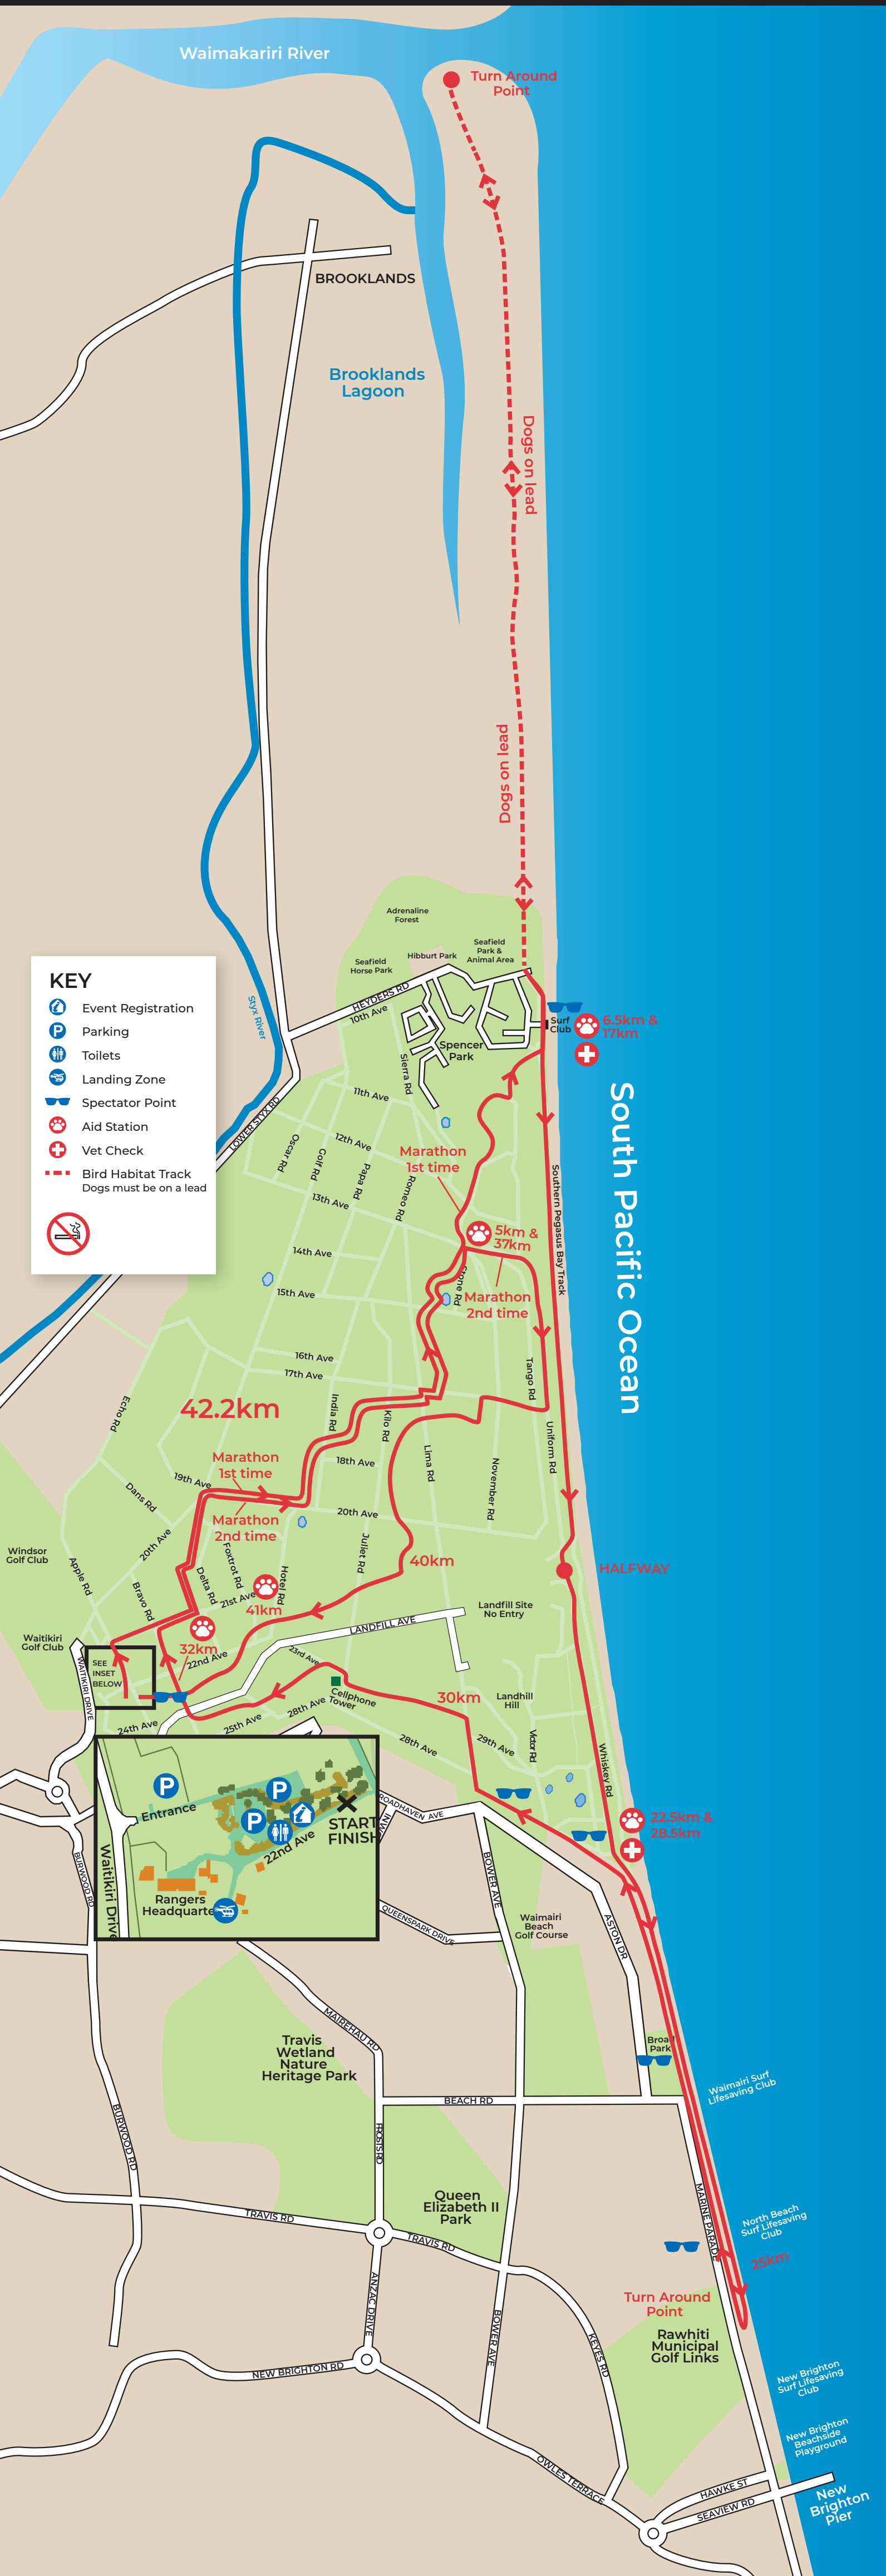 Waimakariri River
Turn Around
Point
BROOKLANDS
Brooklands
Lagoon
Dogs on lead
Dogs on lead
Adrenaline
Forest
Seafield
Park &
Animal Area
Hibburt Park
Seafield
Horse Park
HEYDERS RD
10th Ave
KEY
Event Registration
Parking
Toilets
Landing Zone
Spectator Point
Aid Station
Vet Check
Bird Habitat Track
Dogs must be on a lead
Styx River
LOWER STYX RD
Surf
Club
6.5km &
17km
Spencer
Park
Sierra Rd
11th Ave
12th Ave
Oscar Rd
Golf Rd
Papa Rd
13th Ave
Romeo Rd
Marathon
1st time
South Pacific Ocean
Southern Pegasus Bay Track
5km &
37km
14th Ave
15th Ave
Marathon
2nd time
16th Ave
17th Ave
Tango Rd
Echo Rd
42.2km
India Rd
Kilo Rd
Lima Rd
Uniform Rd
Marathon
1st time
18th Ave
19th Ave
Dans Rd
November Rd
Marathon
2nd time
20th Ave
20th Ave
Juliet Rd
Windsor
Golf Club
Apple Rd
Bravo Rd
Delta Rd
Foxtrot Rd
Hotel Rd
21st Ave
40km
HALFWAY
41km
Landfill Site
No Entry
LANDFILL AVE
Waitikiri
Golf Club
32km
22nd Ave
23rd Ave
SEE
INSET
BELOW
WAITIKIRI DRIVE
Cellphone
Tower
30km
Landhill
Hill
24th Ave
25th Ave
28th Ave
28th Ave
29th Ave
Victor Rd
Whiskey Rd
P
P
P
Entrance
START
FINISH
22nd Ave
Waitikiri Drive
Rangers
BROADHAVEN AVE
22.5km &
28.5km
BURWOOD RD
BOWER AVE
QUEENSPARK DRIVE
Waimairi
Beach
Golf Course
ASTON DR
MAIREHAU RD
Travis
Wetland
Nature
Heritage Park
Park
Waimairi Surf
Lifesaving Club
BEACH RD
BURWOOD RD
FROSTS RD
Queen
Elizabeth II
Park
MARINE PARADE
North Beach
Surf Lifesaving
Club
TRAVIS RD
TRAVIS RD
25km
Turn Around
Point
ANZAC DRIVE
BOWER AVE
KEYES RD
Rawhiti
Municipal
Golf Links
NEW BRIGHTON RD
New Brighton
Surf Lifesaving
Club
New Brighton
Beachside
Playground
OWLES TERRACE
HAWKE ST
SEAVIEW RD
New
Brighton
Pier